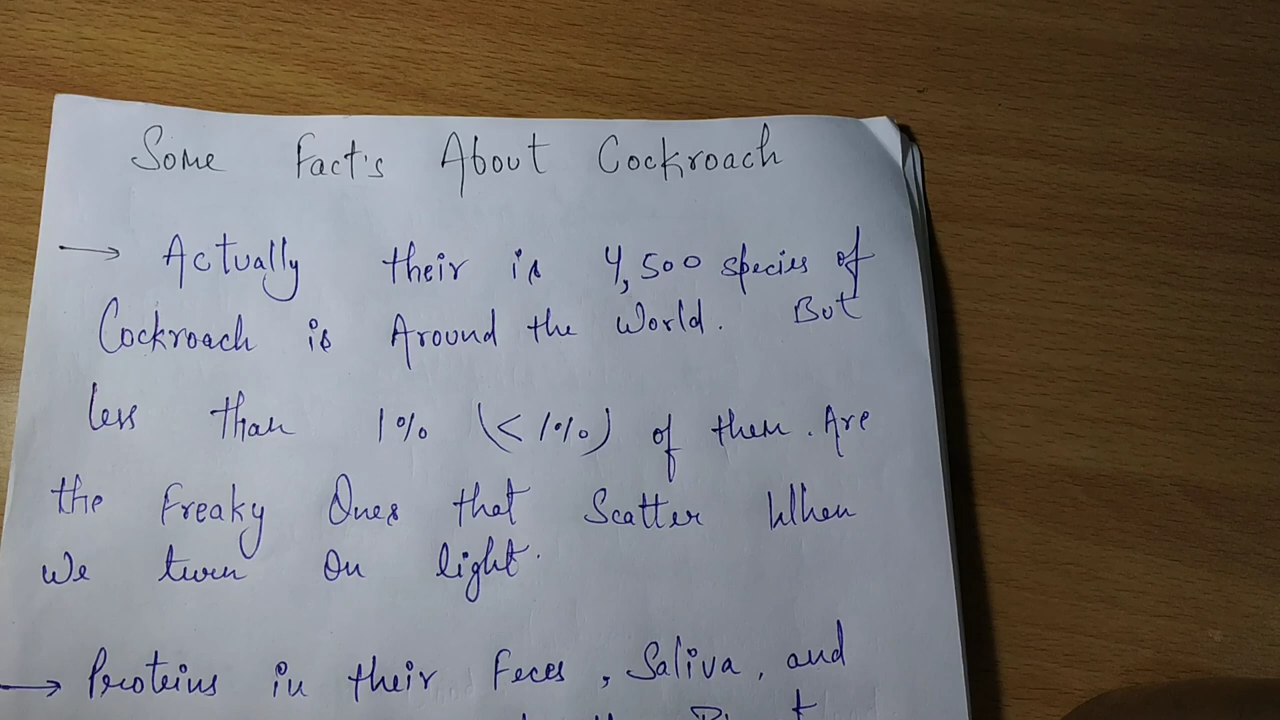 Some Fact's About Cockroach
→ Actually their is 4,500 species of
Cockroach is Around the World. But
less than 1% (< 1%) of them. Are
the Freaky Ones that Scatter When
We turn On light.
→ Proteins in their Feces, Saliva, and